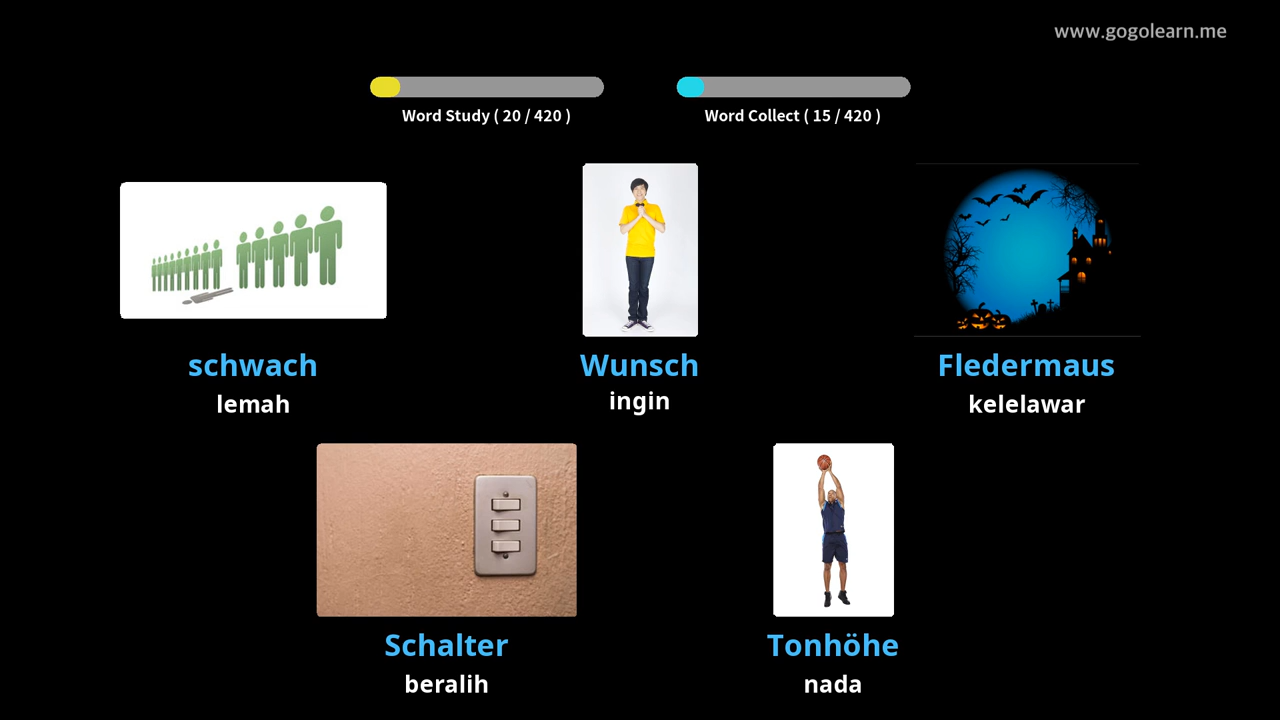 www.gogolearn.me
Word Study ( 20 / 420 )
Word Collect ( 15 / 420 )
schwach
lemah
Wunsch
ingin
Fledermaus
kelelawar
Schalter
beralih
Tonhöhe
nada